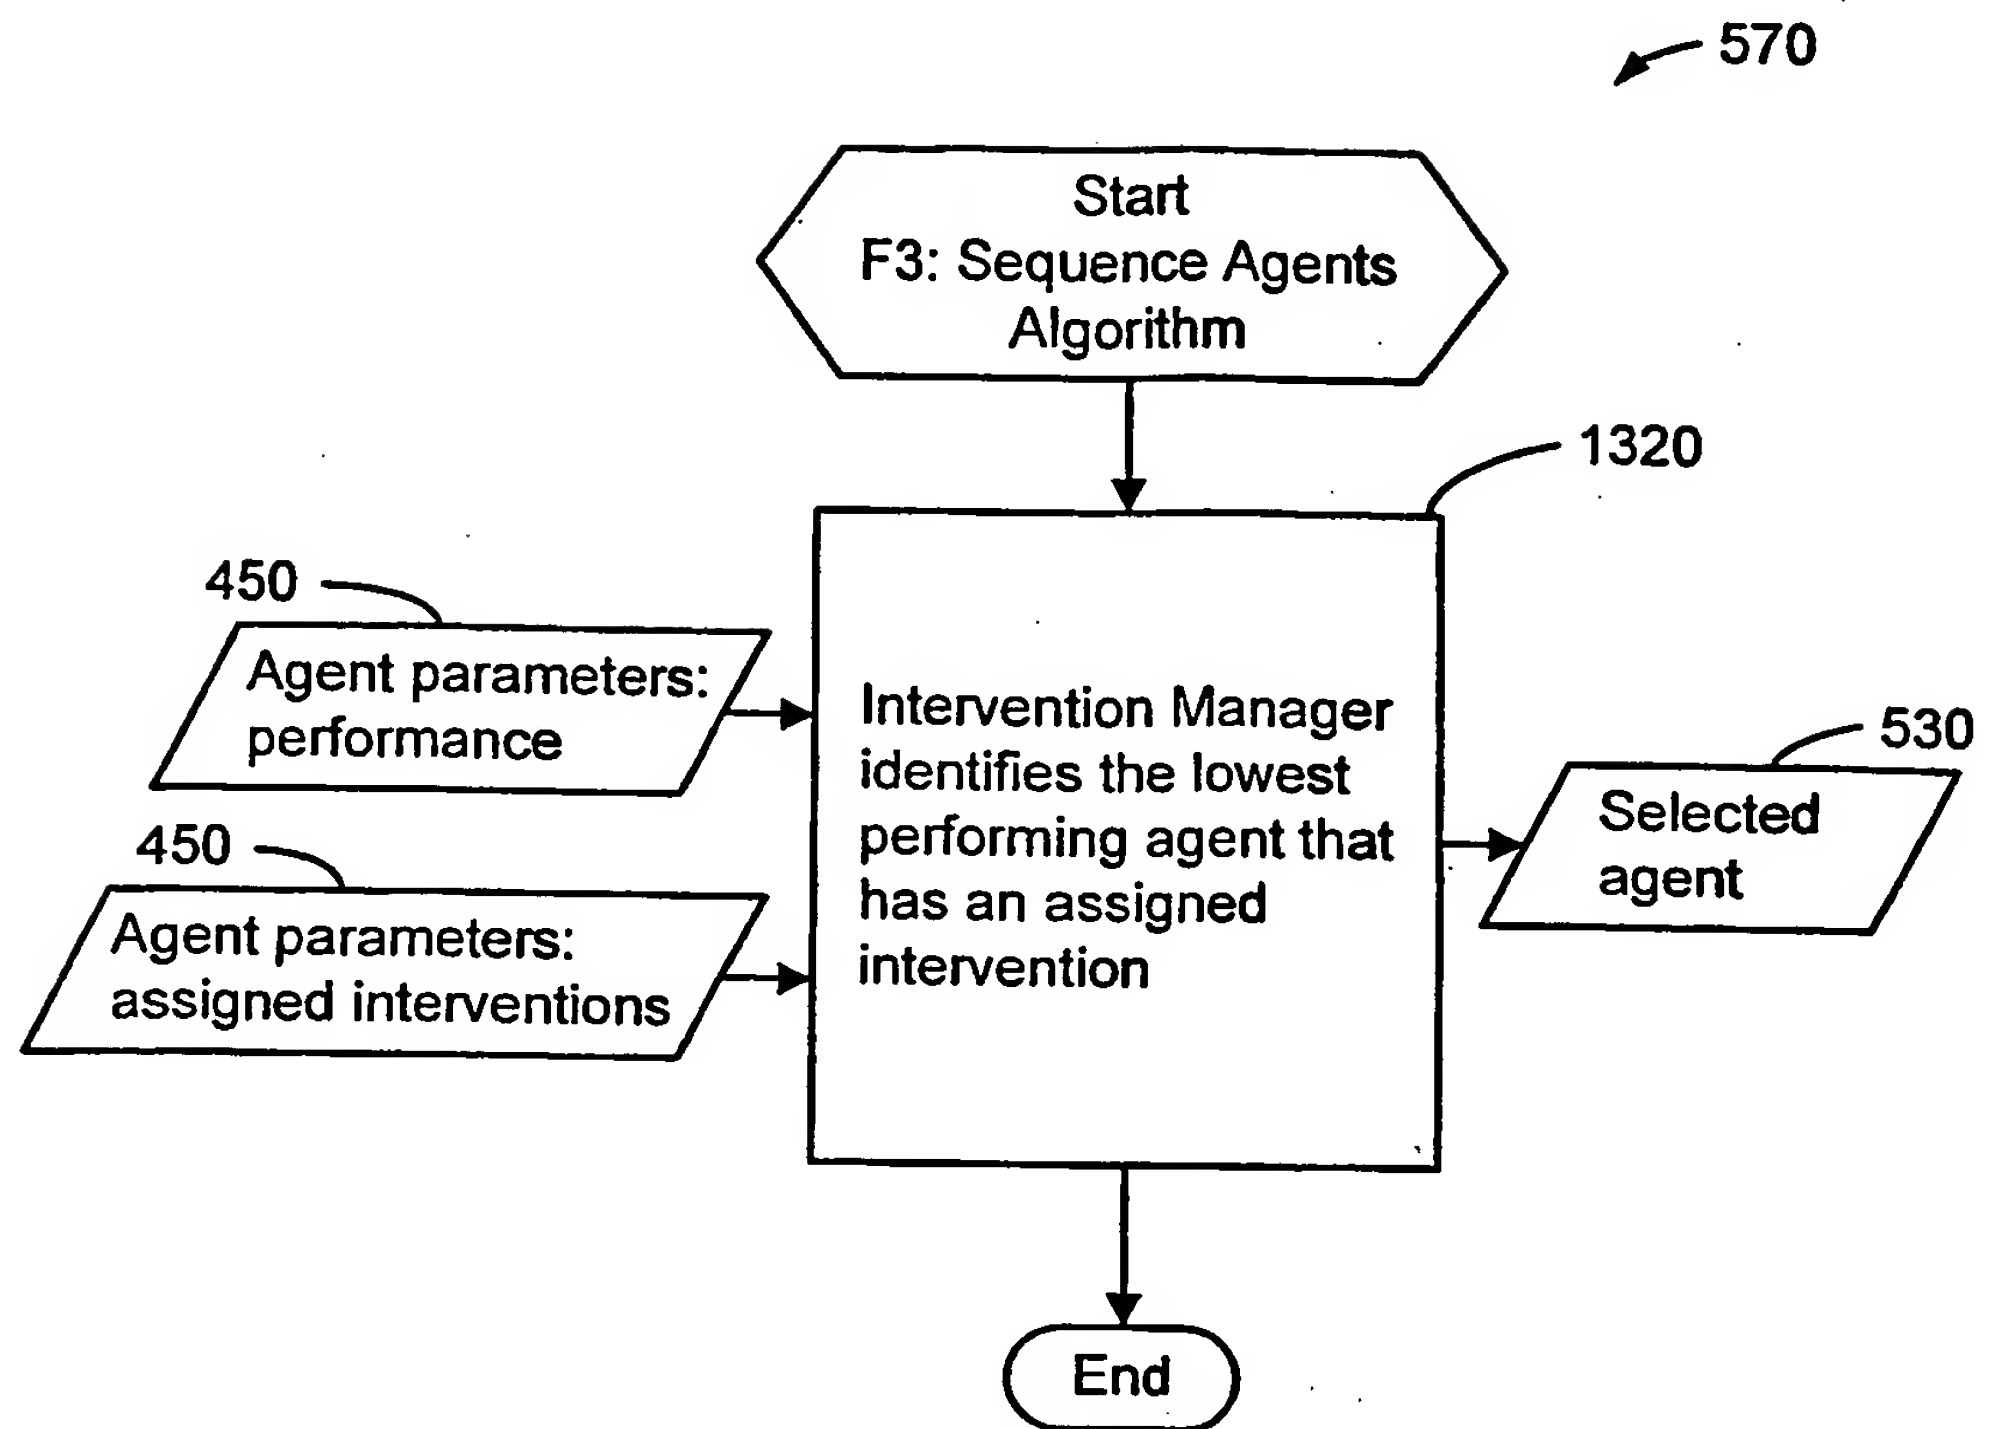 570
Start
F3: Sequence Agents
Algorithm
1320
450
Agent parameters:
performance
450
Agent parameters:
assigned interventions
Intervention Manager
identifies the lowest
performing agent that
has an assigned
intervention
530
Selected
agent
End